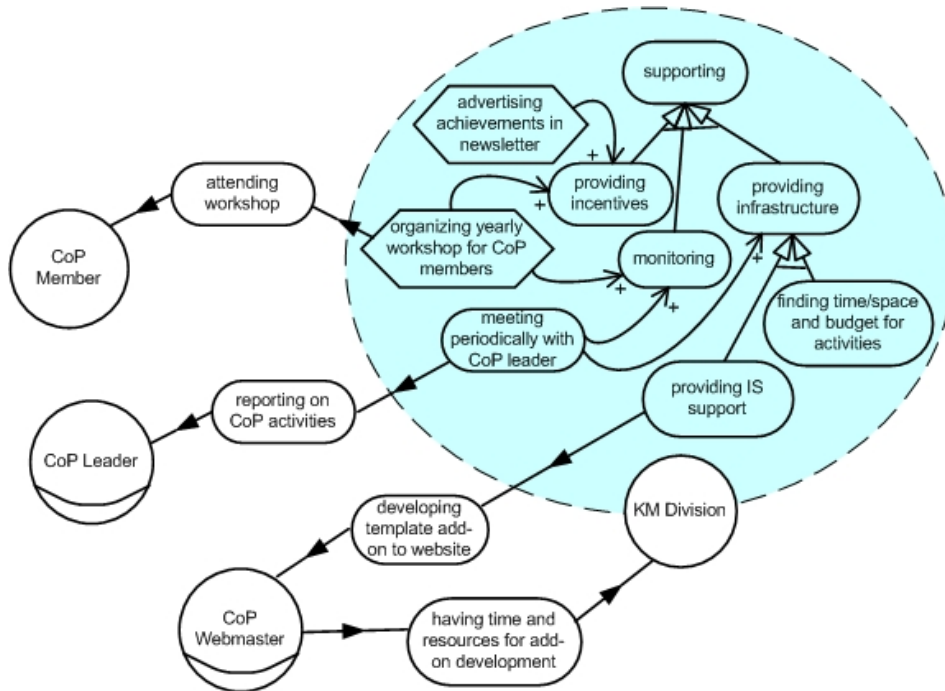 supporting
advertising
achievements in
newsletter
+
providing
incentives
providing
infrastructure
attending
workshop
+
organizing yearly
workshop for CoP
members
monitoring
+
CoP
Member
+
+
finding time/space
and budget for
activities
meeting
periodically with
CoP leader
providing IS
support
reporting on
CoP activities
CoP Leader
KM Division
developing
template add-
on to website
CoP
Webmaster
having time and
resources for add-
on development